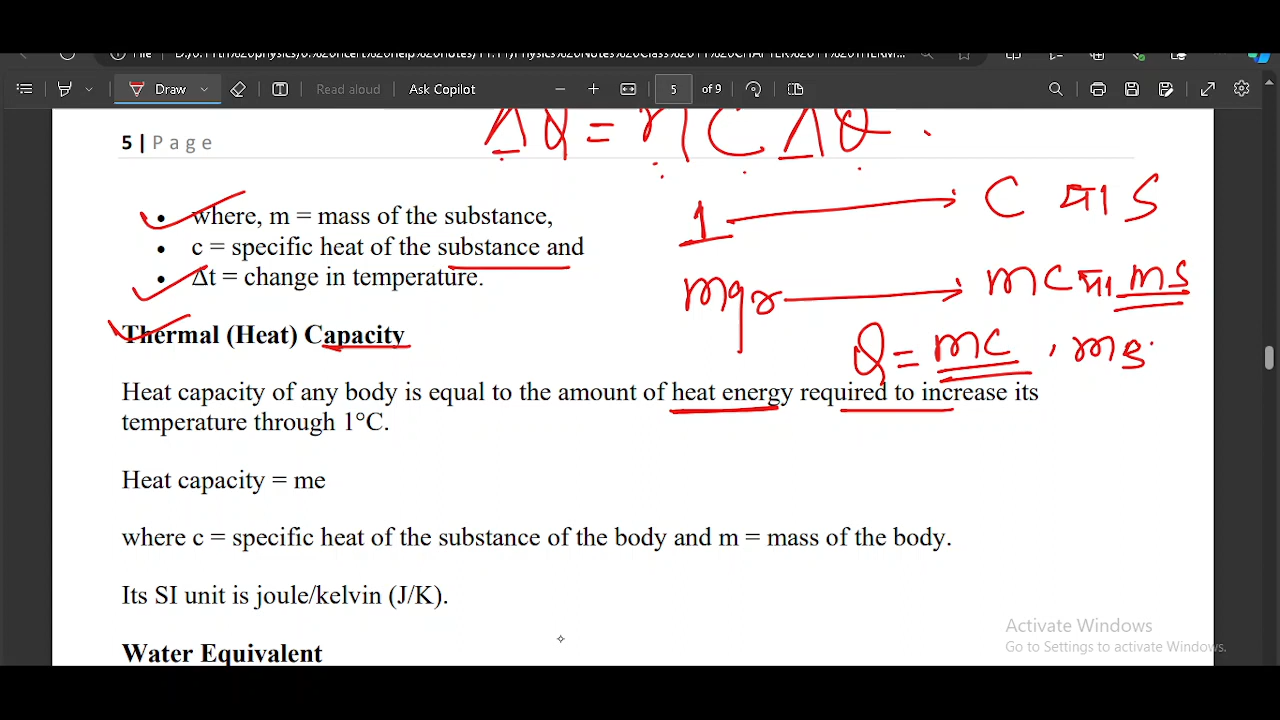 Draw
Read aloud
Ask Copilot
5
of 9
ΔQ = n C Δθ .
5 | Page
where, m = mass of the substance,
c = specific heat of the substance and
Δt = change in temperature.
1 → C या S
mgr → mc या ms
Thermal (Heat) Capacity
Q = mc , ms
Heat capacity of any body is equal to the amount of heat energy required to increase its
temperature through 1°C.
Heat capacity = me
where c = specific heat of the substance of the body and m = mass of the body.
Its SI unit is joule/kelvin (J/K).
Activate Windows
Go to Settings to activate Windows.
Water Equivalent